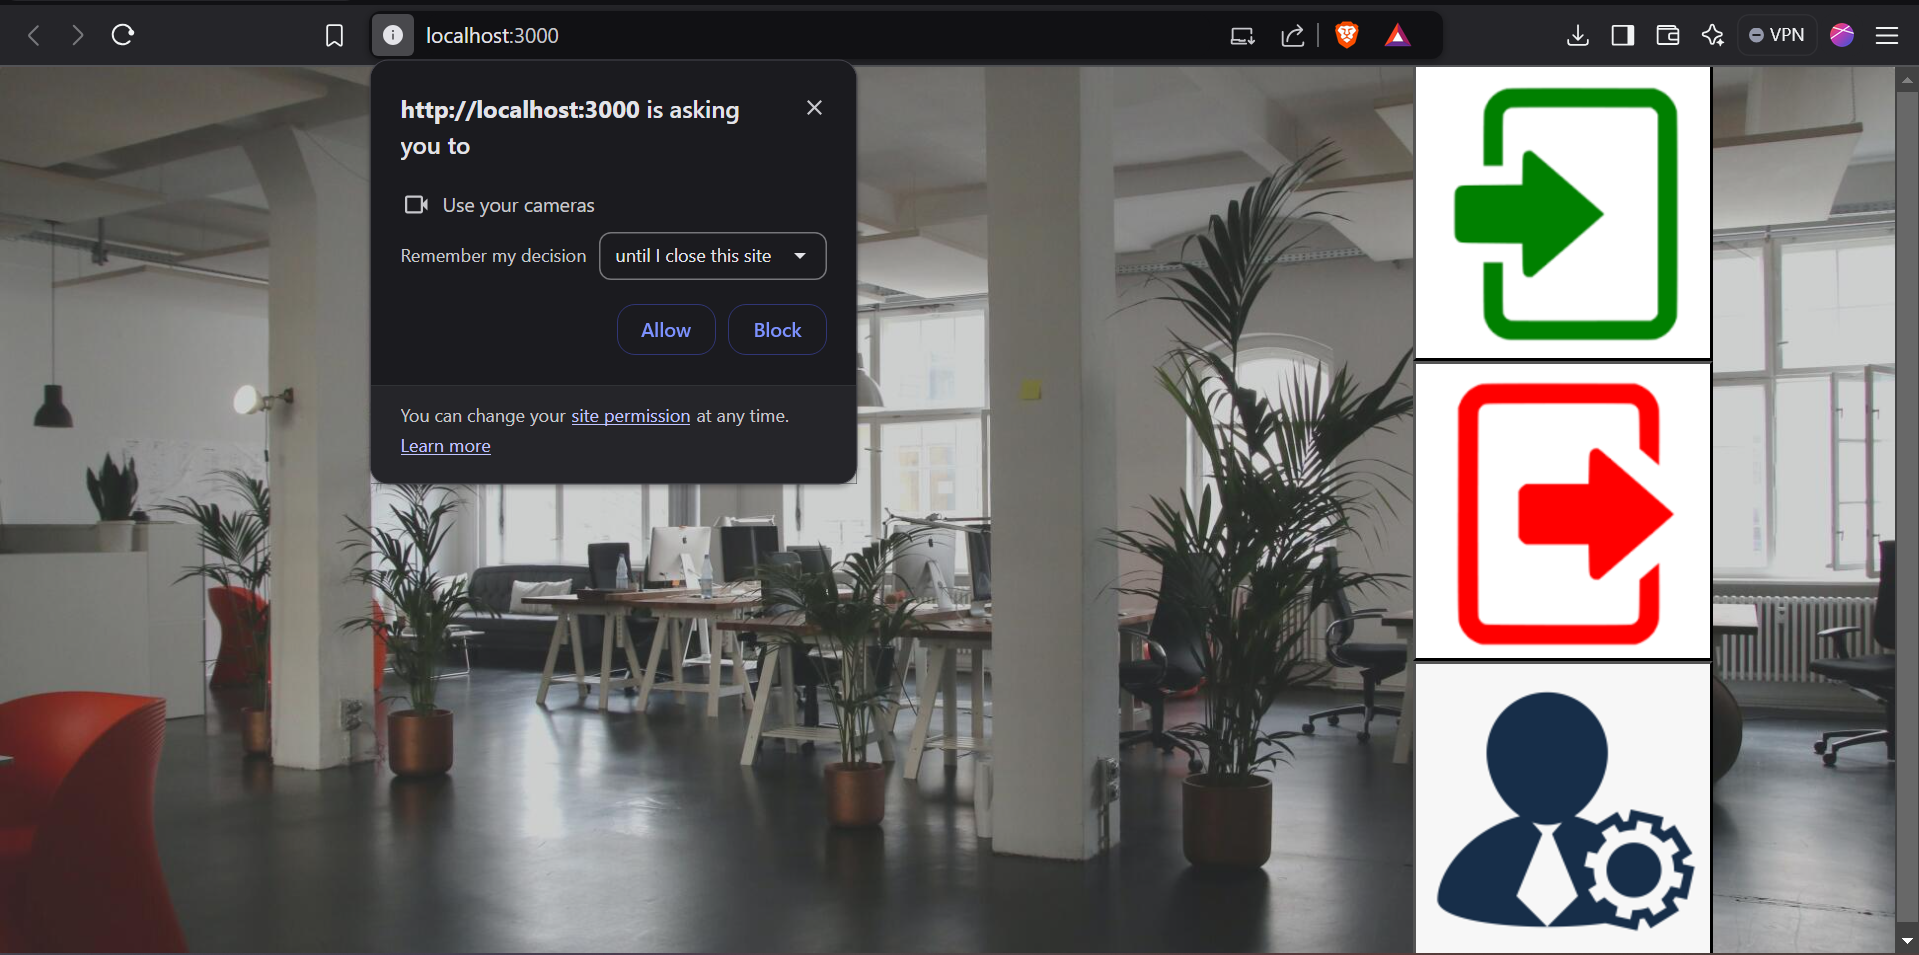 localhost:3000
VPN
http://localhost:3000 is asking
you to
Use your cameras
Remember my decision until I close this site
Allow Block
You can change your site permission at any time.
Learn more